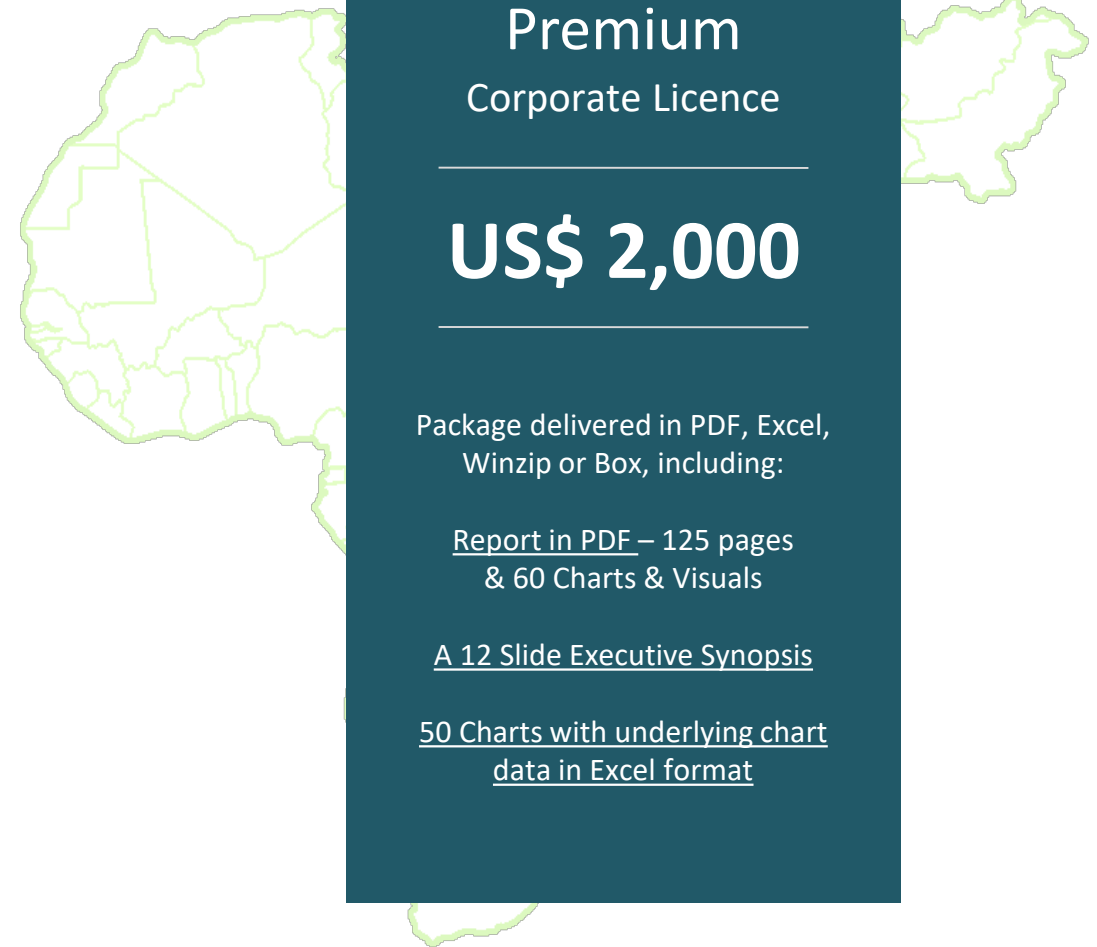 Premium
Corporate Licence
US$ 2,000
Package delivered in PDF, Excel,
Winzip or Box, including:
Report in PDF – 125 pages
& 60 Charts & Visuals
A 12 Slide Executive Synopsis
50 Charts with underlying chart
data in Excel format